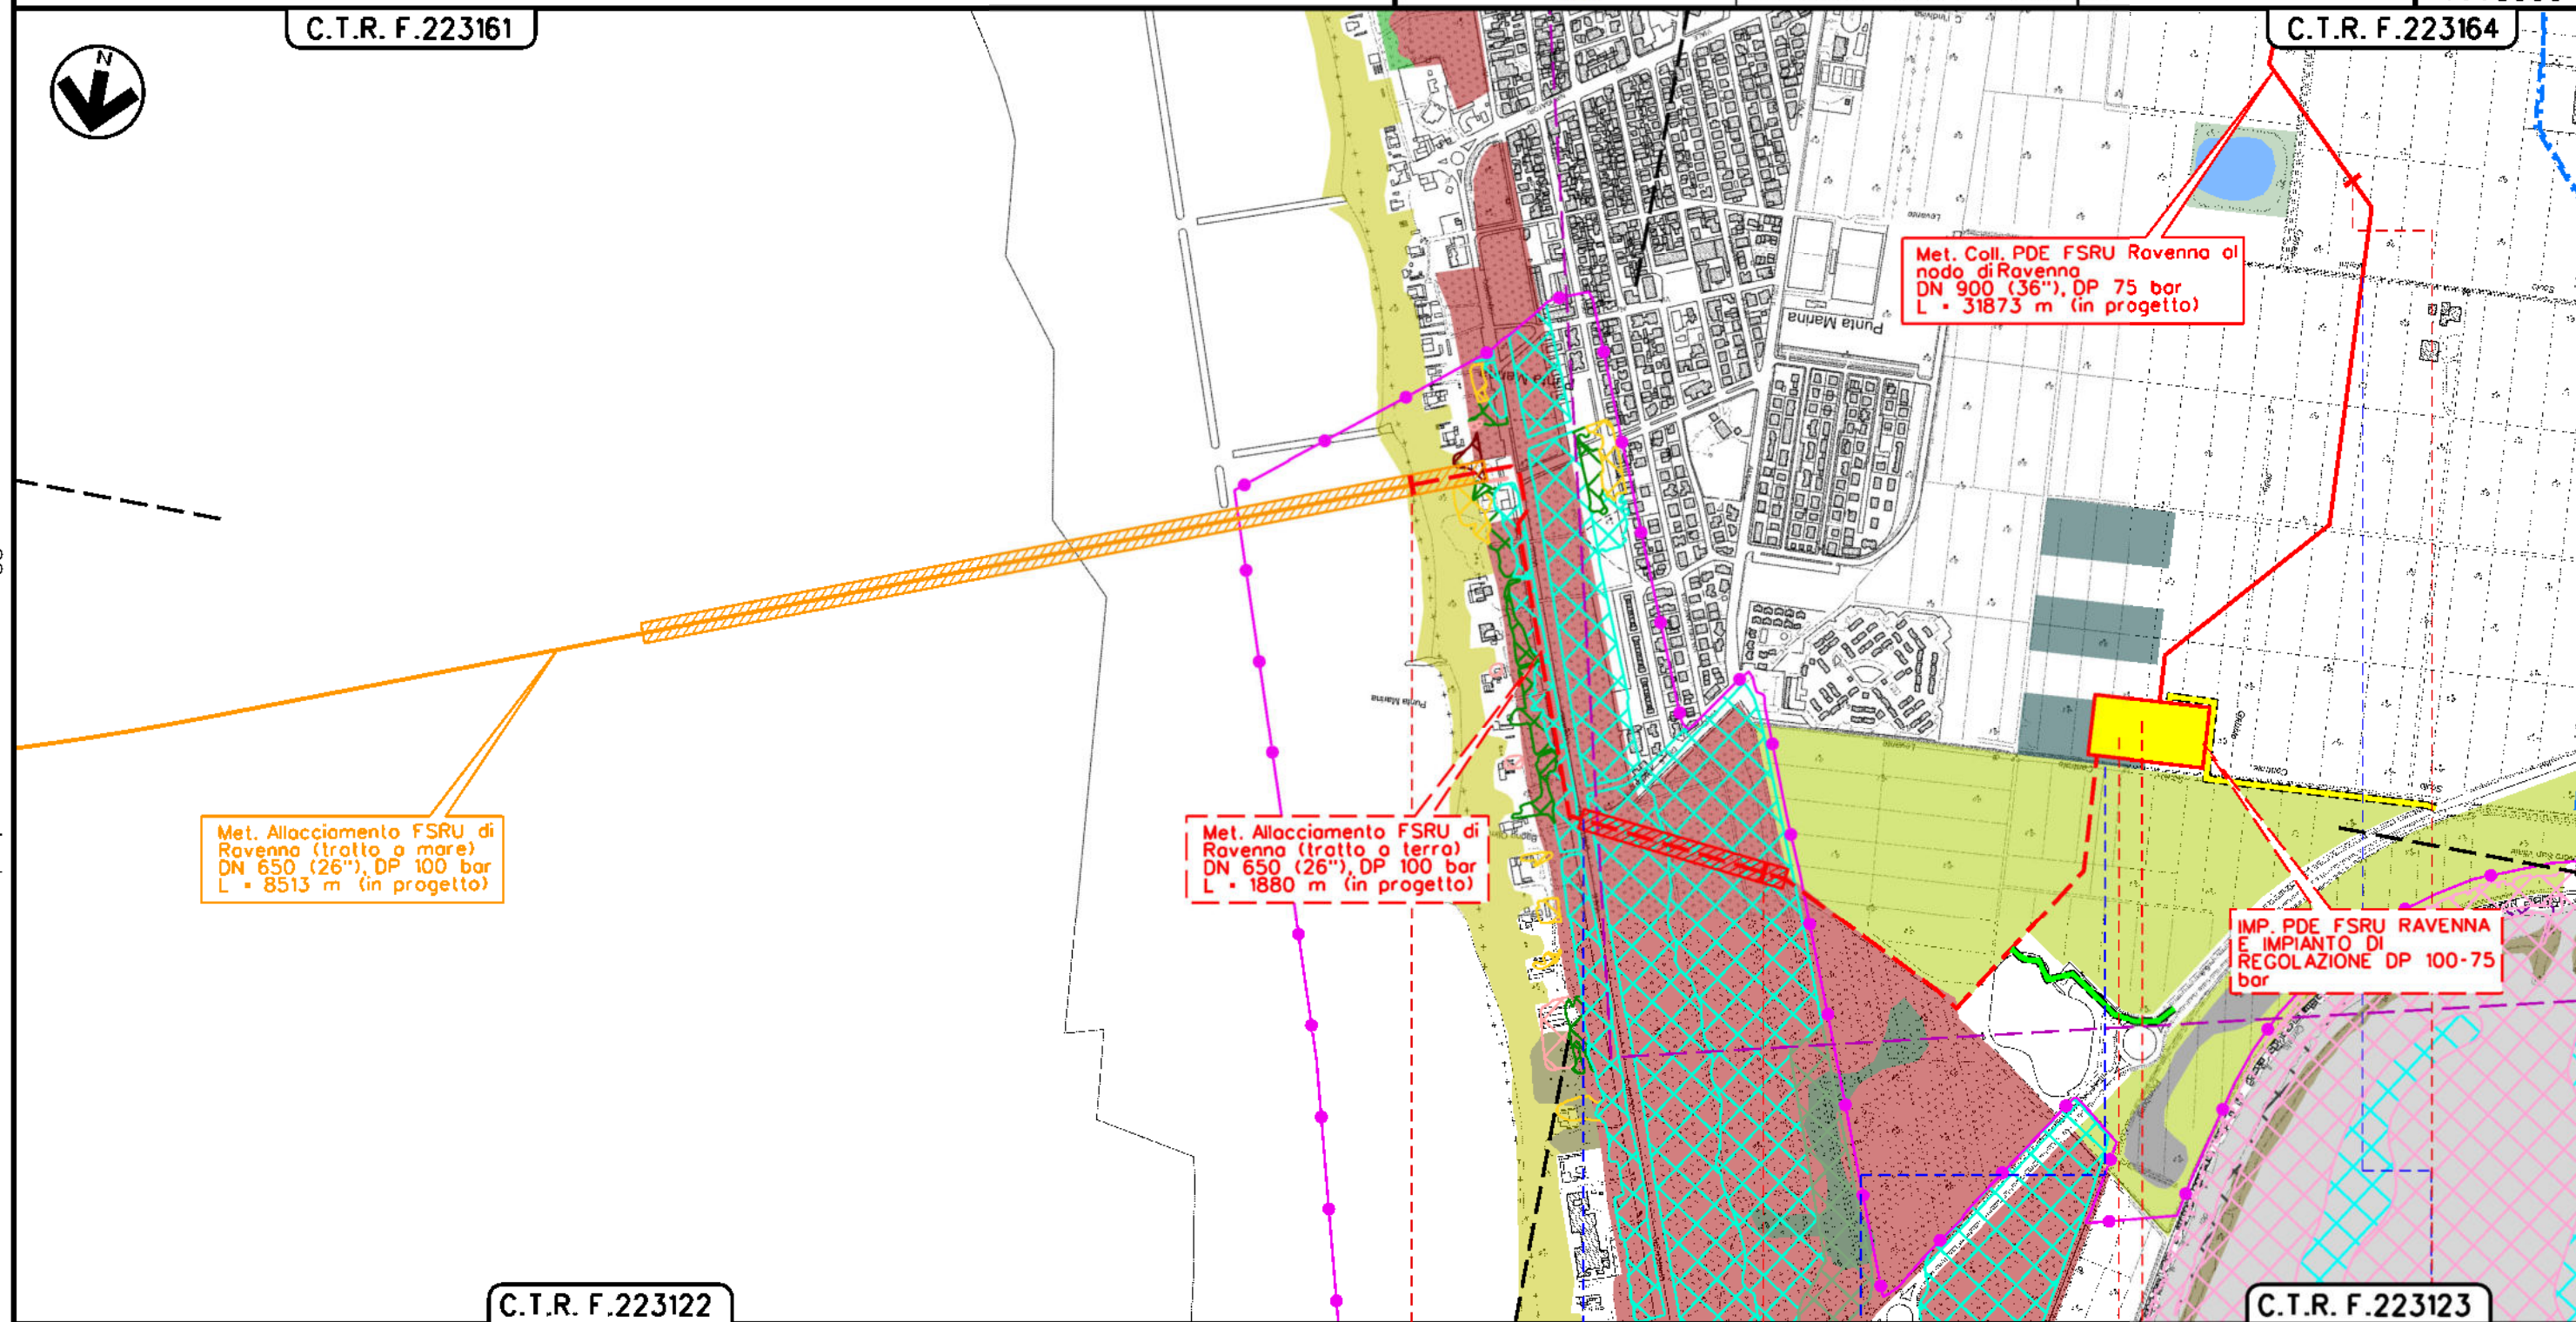 C.T.R. F.223161
C.T.R. F.223164
N
Met. Coll. PDE FSRU Ravenna al
nodo di Ravenna
DN 900 (36"), DP 75 bar
L = 31873 m (in progetto)
Punta Marina
Levante
Punta Marina
Met. Allacciamento FSRU di
Ravenna (tratto a mare)
DN 650 (26"), DP 100 bar
L = 8513 m (in progetto)
Met. Allacciamento FSRU di
Ravenna (tratto a terra)
DN 650 (26"), DP 100 bar
L = 1880 m (in progetto)
IMP. PDE FSRU RAVENNA
E IMPIANTO DI
REGOLAZIONE DP 100-75
bar
C.T.R. F.223122
C.T.R. F.223123